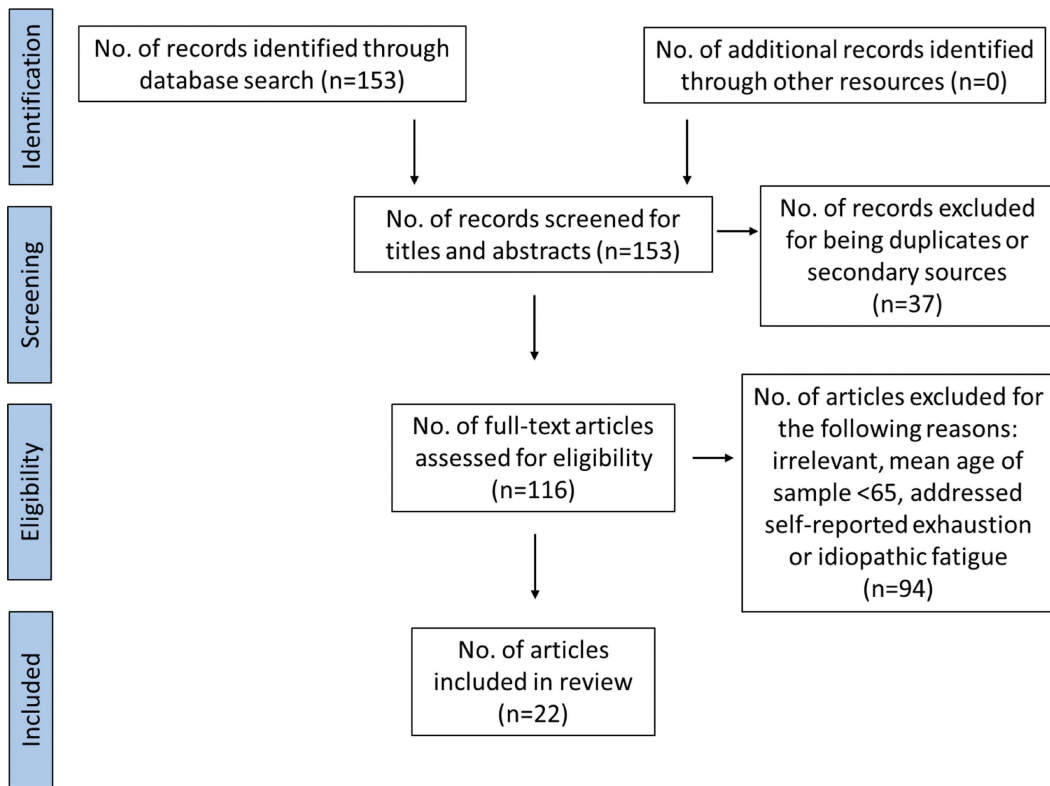 Identification
No. of records identified through
database search (n=153)
No. of additional records identified
through other resources (n=0)
Screening
No. of records screened for
titles and abstracts (n=153)
No. of records excluded
for being duplicates or
secondary sources
(n=37)
Eligibility
No. of full-text articles
assessed for eligibility
(n=116)
No. of articles excluded for
the following reasons:
irrelevant, mean age of
sample <65, addressed
self-reported exhaustion
or idiopathic fatigue
(n=94)
Included
No. of articles
included in review
(n=22)